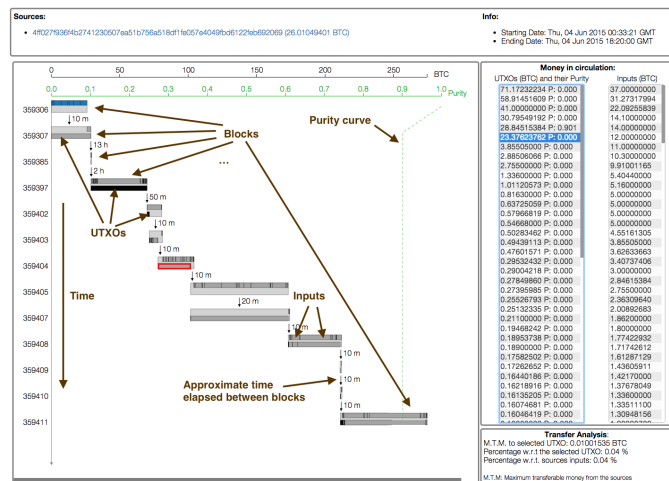 Sources:
4ff027f936f4b2741230507ea51b756a518df1fe057e4049fbd6122feb692069 (26.01049401 BTC)
Info:
Starting Date: Thu, 04 Jun 2015 00:33:21 GMT
Ending Date: Thu, 04 Jun 2015 18:20:00 GMT
0 50 100 150 200 250 BTC
0.0 0.1 0.2 0.3 0.4 0.5 0.6 0.7 0.8 0.9 1.0 Purity
359306
10 m
Purity curve
359307
Blocks
13 h
359385
...
2 h
359397
50 m
359402
UTXOs
10 m
359403
10 m
359404
10 m
Time
359405
Inputs
20 m
359407
10 m
359408
10 m
359409
Approximate time
elapsed between blocks
10 m
359410
10 m
359411
Money in circulation:
UTXOs (BTC) and their Purity Inputs (BTC)
71.17232234 P: 0.000 37.00000000
58.91451609 P: 0.000 31.27317994
41.00000000 P: 0.000 22.09255839
30.79549192 P: 0.000 14.10000000
28.84515384 P: 0.901 14.00000000
23.37623762 P: 0.000 12.00000000
3.85505000 P: 0.000 11.00000000
2.88506066 P: 0.000 10.30000000
2.75500000 P: 0.000 9.91001165
1.33600000 P: 0.000 5.40440000
1.01120573 P: 0.000 5.16000000
0.81630000 P: 0.000 5.00000000
0.63725059 P: 0.000 5.00000000
0.57966819 P: 0.000 5.00000000
0.54668000 P: 0.000 5.00000000
0.50283462 P: 0.000 4.55161305
0.49439113 P: 0.000 3.85505000
0.47601571 P: 0.000 3.62633663
0.29532432 P: 0.000 3.40737406
0.29004218 P: 0.000 3.00000000
0.27849860 P: 0.000 2.84615384
0.27395985 P: 0.000 2.75500000
0.25526793 P: 0.000 2.36309640
0.25132335 P: 0.000 2.00892683
0.21100000 P: 0.000 1.86200000
0.19468242 P: 0.000 1.80000000
0.18953738 P: 0.000 1.77422932
0.18900000 P: 0.000 1.71742612
0.17582502 P: 0.000 1.61287129
0.17262652 P: 0.000 1.43605911
0.16440186 P: 0.000 1.42170000
0.16218916 P: 0.000 1.37678049
0.16135205 P: 0.000 1.33600000
0.16074681 P: 0.000 1.33511100
0.16046419 P: 0.000 1.30948156
Transfer Analysis:
M.T.M. to selected UTXO: 0.01001535 BTC
Percentage w.r.t the selected UTXO: 0.04 %
Percentage w.r.t. sources inputs: 0.04 %
M.T.M: Maximum transferable money from the sources